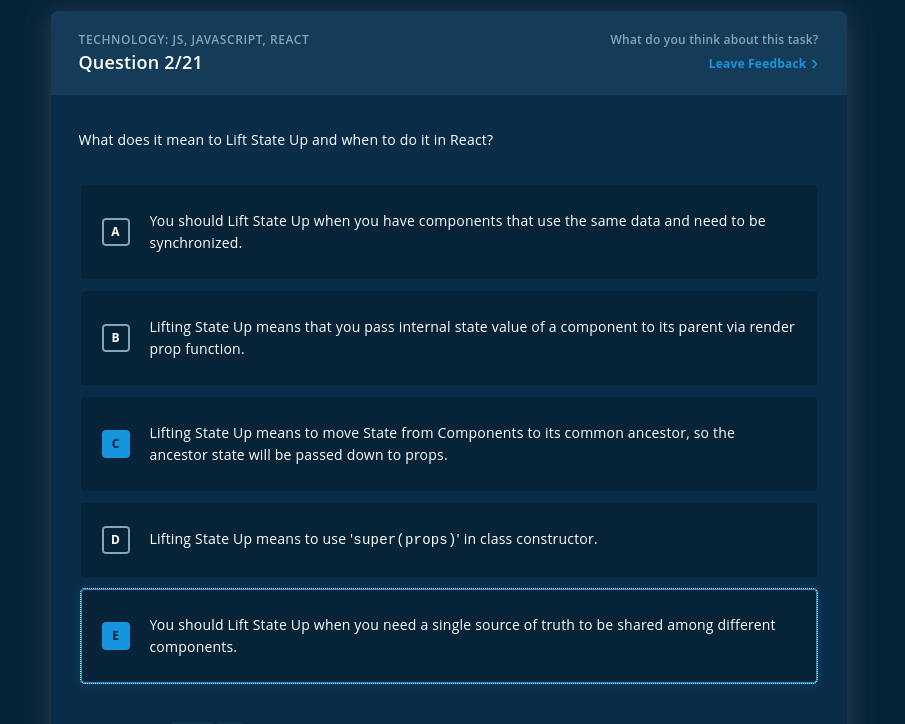 TECHNOLOGY: JS, JAVASCRIPT, REACT
What do you think about this task?
Question 2/21
Leave Feedback >
What does it mean to Lift State Up and when to do it in React?
A
You should Lift State Up when you have components that use the same data and need to be
synchronized.
B
Lifting State Up means that you pass internal state value of a component to its parent via render
prop function.
C
Lifting State Up means to move State from Components to its common ancestor, so the
ancestor state will be passed down to props.
D
Lifting State Up means to use 'super(props)' in class constructor.
E
You should Lift State Up when you need a single source of truth to be shared among different
components.